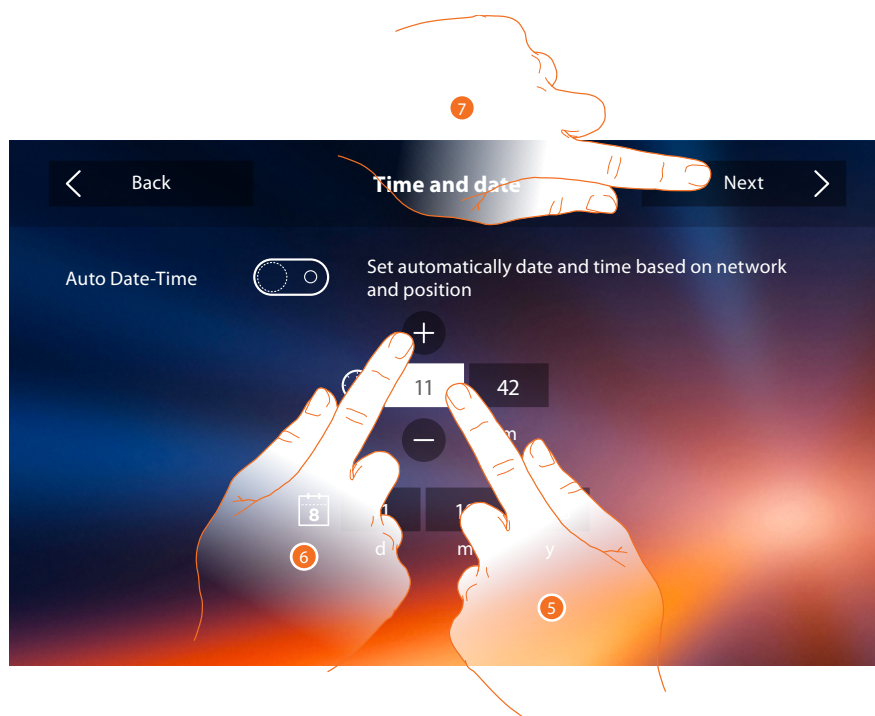 7
Back
Time and date
Next
Auto Date-Time
Set automatically date and time based on network
and position
11
42
8
d
m
y
6
5